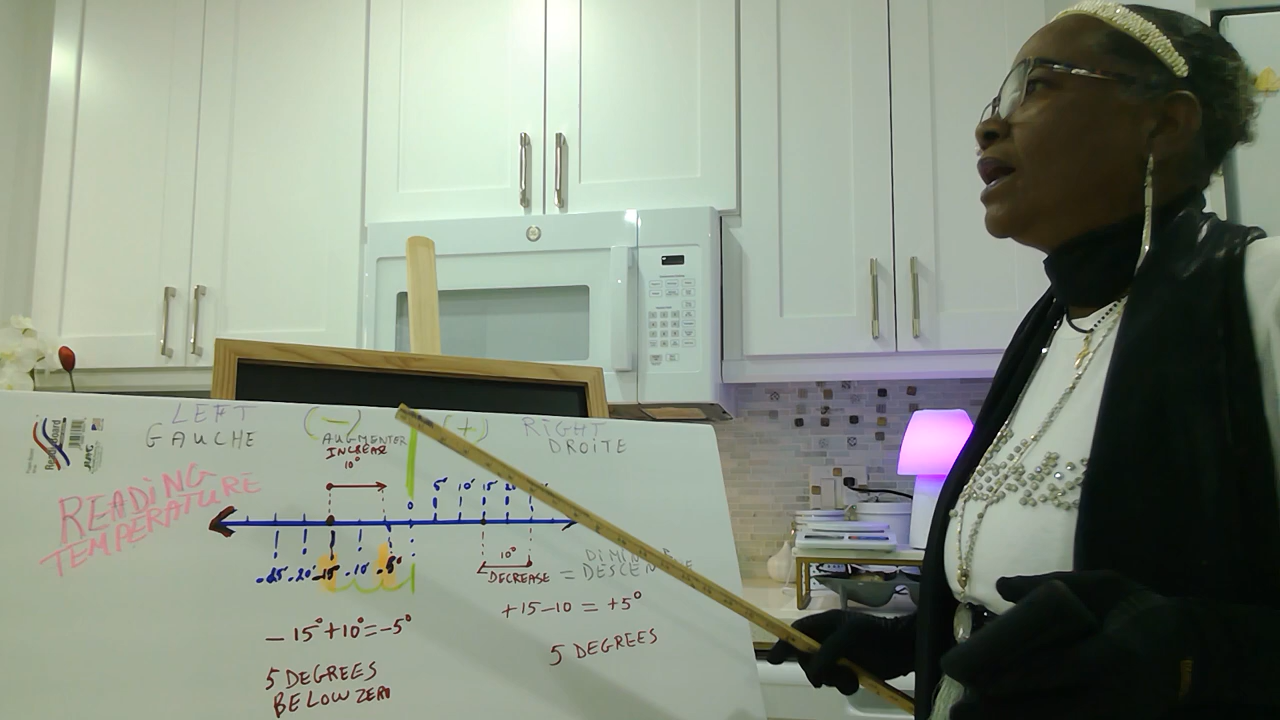 LEFT
GAUCHE
(-)
(+)
RIGHT
DROITE
AUGMENTER
INCREASE
10°
READING
TEMPERATURE
0
5° 10° 15°
-25° -20° -15° -10° -5°
10°
DECREASE =
-15°+10°=-5°
5 DEGREES
BELOW ZERO
+15-10 = +5°
5 DEGREES